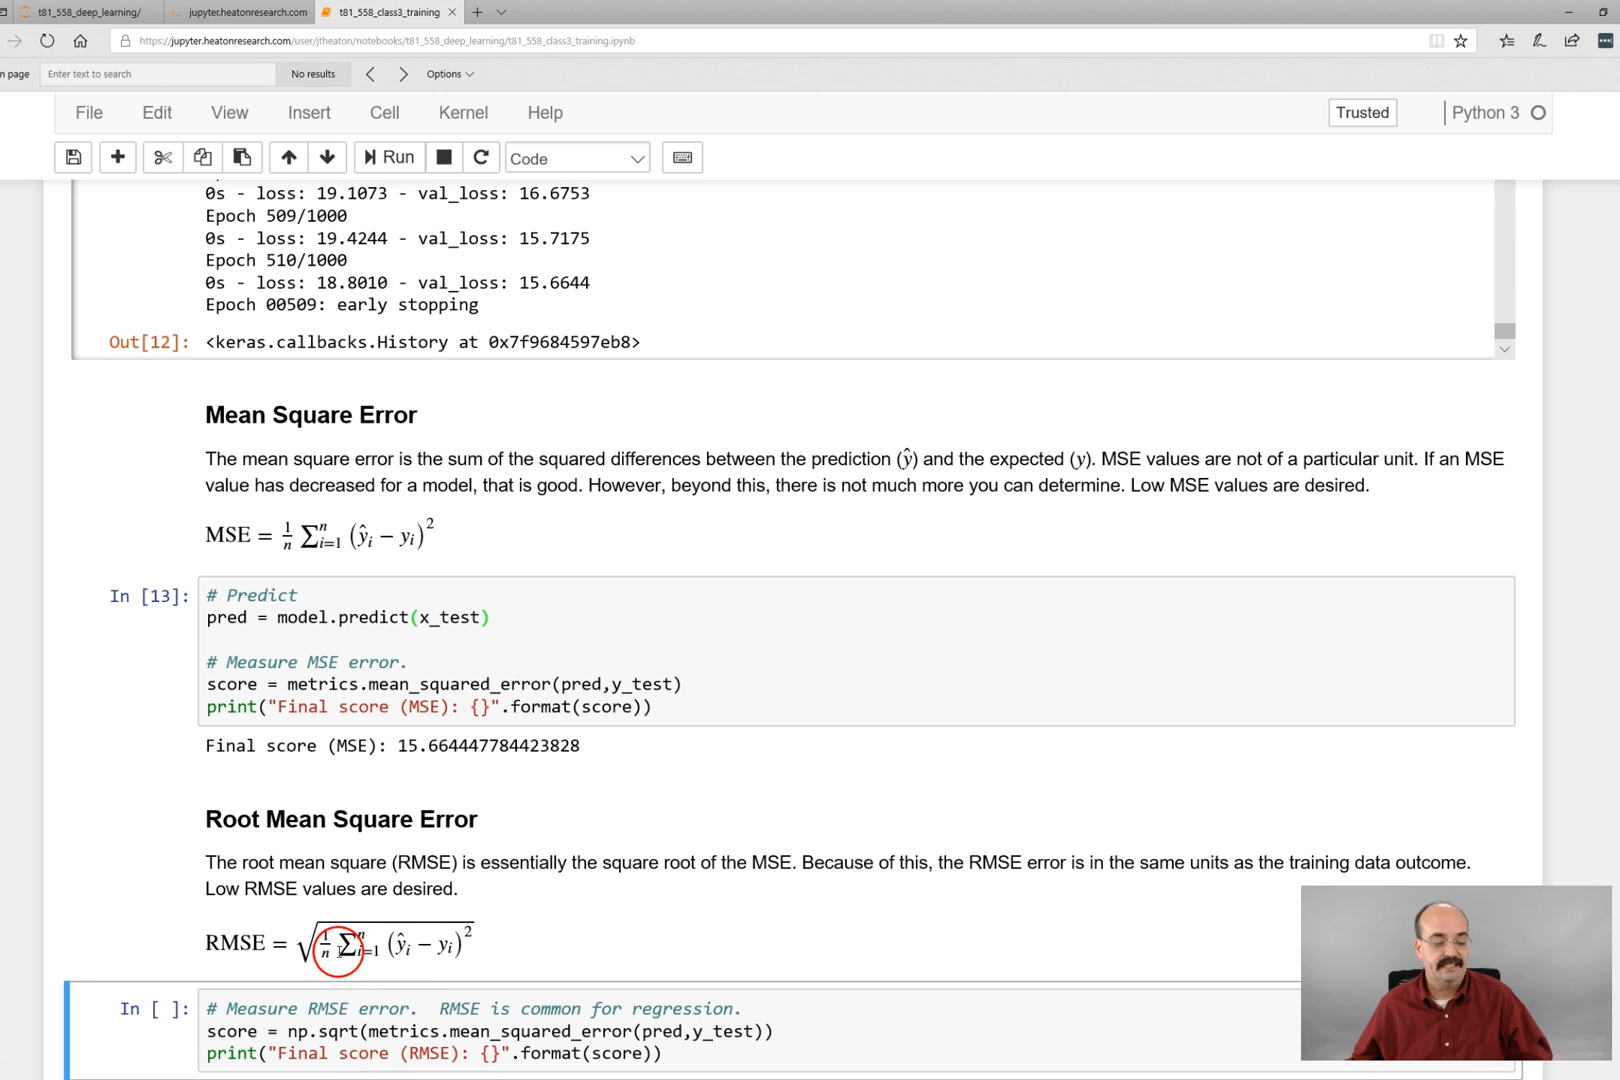 t81_558_deep_learning/
jupyter.heatonresearch.com
t81_558_class3_training
https://jupyter.heatonresearch.com/user/jtheaton/notebooks/t81_558_deep_learning/t81_558_class3_training.ipynb
n page
Enter text to search
No results
Options
File Edit View Insert Cell Kernel Help
Trusted
Python 3
Run
Code
0s - loss: 19.1073 - val_loss: 16.6753
Epoch 509/1000
0s - loss: 19.4244 - val_loss: 15.7175
Epoch 510/1000
0s - loss: 18.8010 - val_loss: 15.6644
Epoch 00509: early stopping
Out[12]: <keras.callbacks.History at 0x7f9684597eb8>
Mean Square Error
The mean square error is the sum of the squared differences between the prediction (ŷ) and the expected (y). MSE values are not of a particular unit. If an MSE
value has decreased for a model, that is good. However, beyond this, there is not much more you can determine. Low MSE values are desired.
MSE = 1/n ∑ⁿᵢ₌₁ (ŷᵢ − yᵢ)²
In [13]: # Predict
pred = model.predict(x_test)
# Measure MSE error.
score = metrics.mean_squared_error(pred,y_test)
print("Final score (MSE): {}".format(score))
Final score (MSE): 15.664447784423828
Root Mean Square Error
The root mean square (RMSE) is essentially the square root of the MSE. Because of this, the RMSE error is in the same units as the training data outcome.
Low RMSE values are desired.
RMSE = √(1/n ∑ⁿᵢ₌₁ (ŷᵢ − yᵢ)²)
In [ ]: # Measure RMSE error.  RMSE is common for regression.
score = np.sqrt(metrics.mean_squared_error(pred,y_test))
print("Final score (RMSE): {}".format(score))